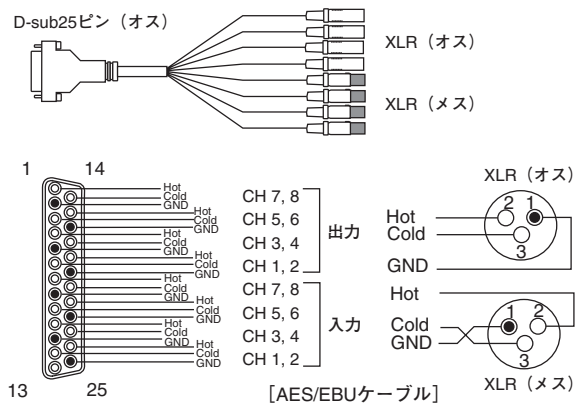 D-sub25ピン（オス）
XLR（オス）
XLR（メス）
1 14
Hot
Cold
GND
CH 7, 8
Hot
Cold
GND
CH 5, 6
Hot
Cold
GND
CH 3, 4
Hot
Cold
GND
CH 1, 2
出力
Hot
Cold
GND
CH 7, 8
Hot
Cold
GND
CH 5, 6
Hot
Cold
GND
CH 3, 4
Hot
Cold
GND
CH 1, 2
入力
13 25
XLR（オス）
2 1
3
Hot
Cold
GND
Hot
Cold
GND
1 2
3
XLR（メス）
［AES/EBUケーブル］